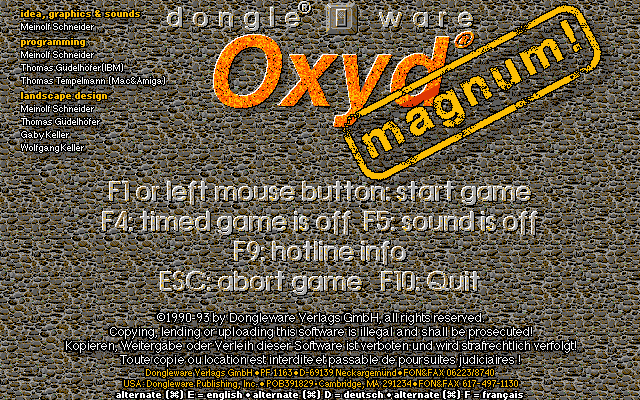 idea, graphics & sounds
Meinolf Schneider
programming
Meinolf Schneider
Thomas Güdelhöfer(IBM)
Thomas Tempelmann (Mac&Amiga)
landscape design
Meinolf Schneider
Thomas Güdelhöfer
Gaby Keller
Wolfgang Keller
dongle® D ware
Oxyd®
magnum!
F1 or left mouse button: start game
F4: timed game is off F5: sound is off
F9: hotline info
ESC: abort game F10: Quit
©1990-93 by Dongleware Verlags GmbH, all rights reserved.
Copying, lending or uploading this software is illegal and shall be prosecuted!
Kopieren, Weitergabe oder Verleih dieser Software ist verboten und wird strafrechtlich verfolgt!
Toute copie ou location est interdite et passable de poursuites judiciaires !
Dongleware Verlags GmbH • PF/1163 • D-69139 Neckargemünd • FON&FAX 06223/8740
USA: Dongleware Publishing, Inc. • POB391829 • Cambridge, MA 291234 • FON&FAX 617-497-1130
alternate (⌘) E = english • alternate (⌘) D = deutsch • alternate (⌘) F = français